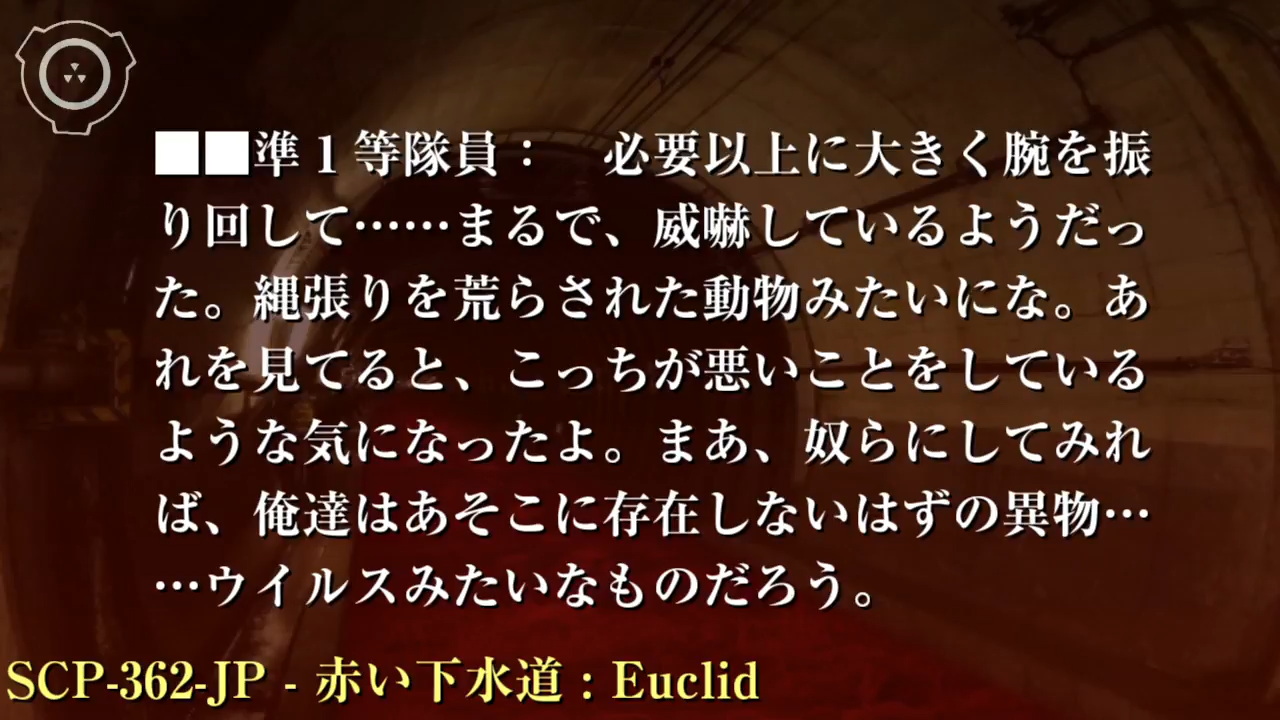 ■■準1等隊員： 必要以上に大きく腕を振
り回して……まるで、威嚇しているようだっ
た。縄張りを荒らされた動物みたいにな。あ
れを見てると、こっちが悪いことをしている
ような気になったよ。まあ、奴らにしてみれ
ば、俺達はあそこに存在しないはずの異物…
…ウイルスみたいなものだろう。
SCP-362-JP - 赤い下水道 : Euclid